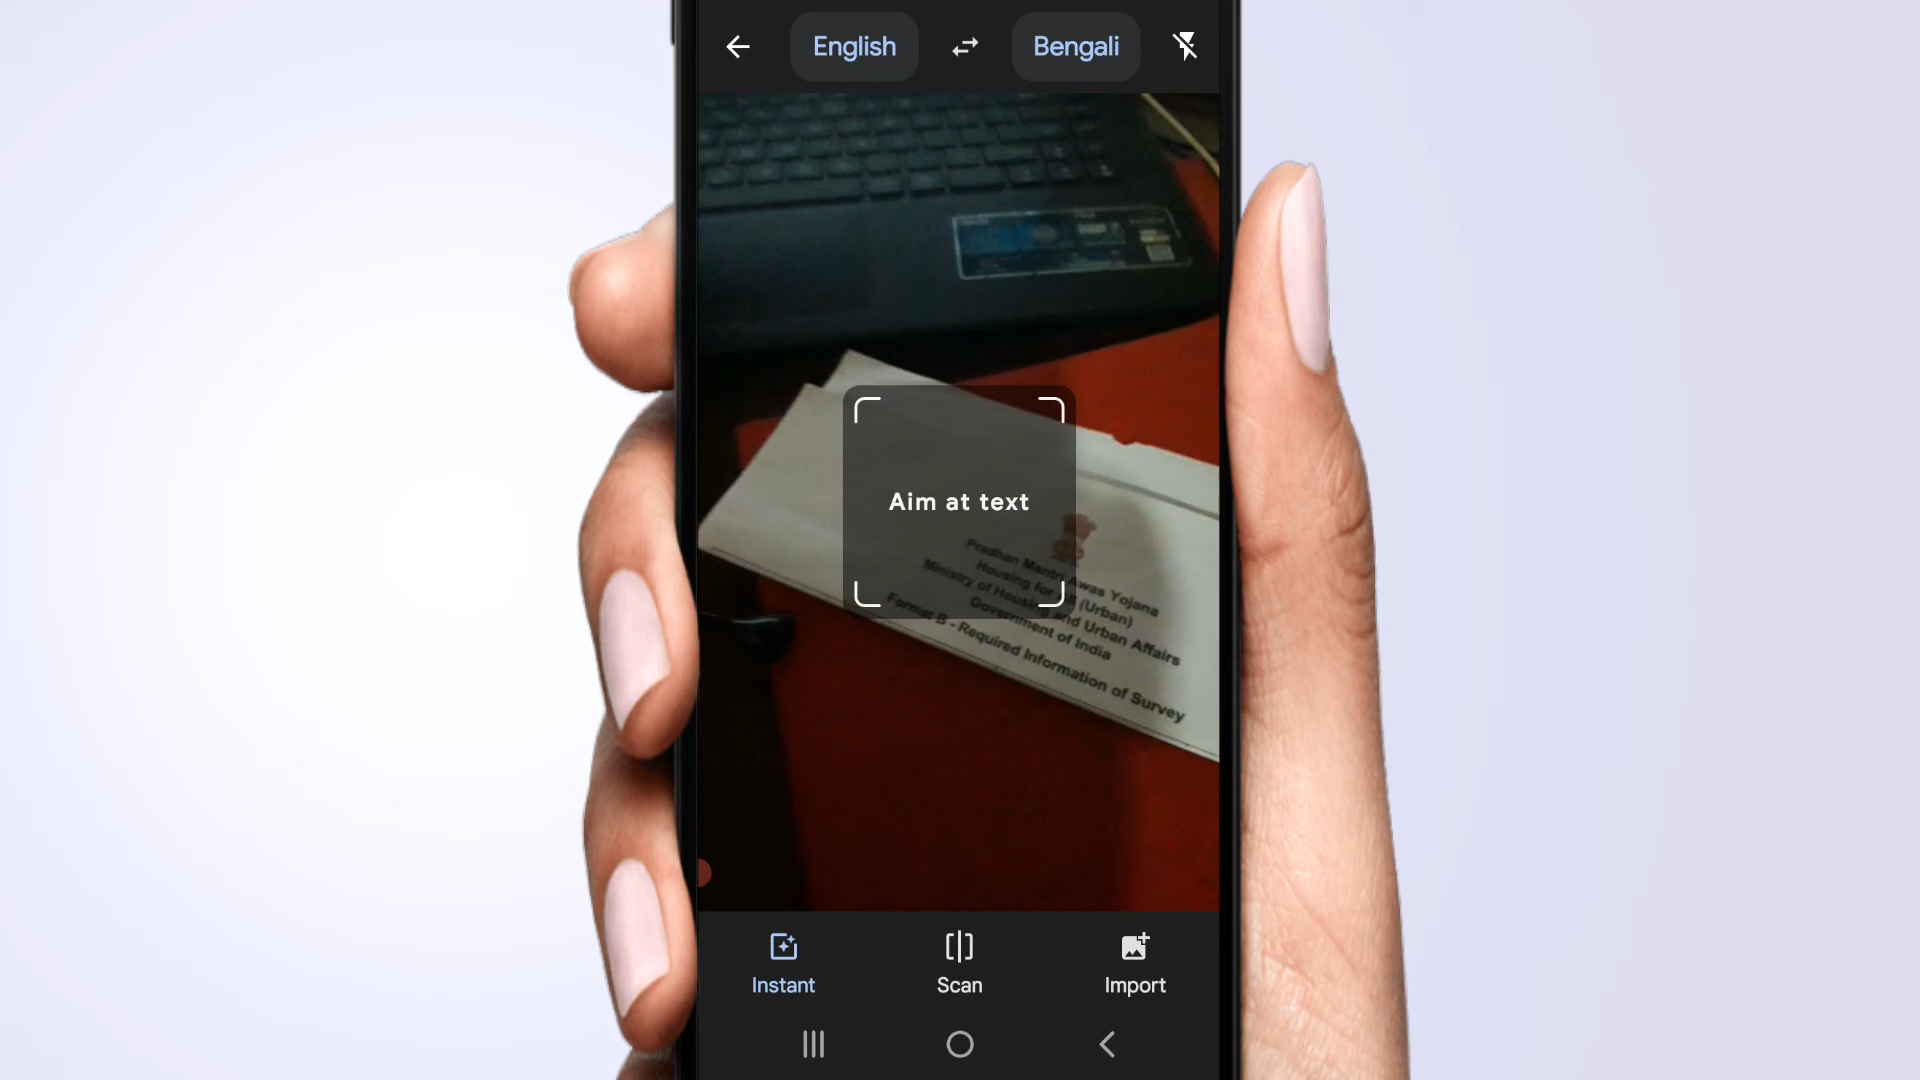 English
Bengali
Aim at text
Pradhan Mantri Awas Yojana
Housing for All (Urban)
Ministry of Housing and Urban Affairs
Government of India
Format B - Required Information of Survey
Instant
Scan
Import